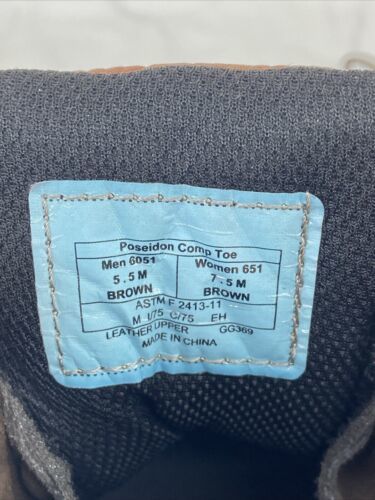 Poseidon Comp Toe
Men 6051 Women 651
5.5 M 7.5 M
BROWN BROWN
ASTM F 2413-11
M I/75 C/75 EH
LEATHER UPPER GG369
MADE IN CHINA